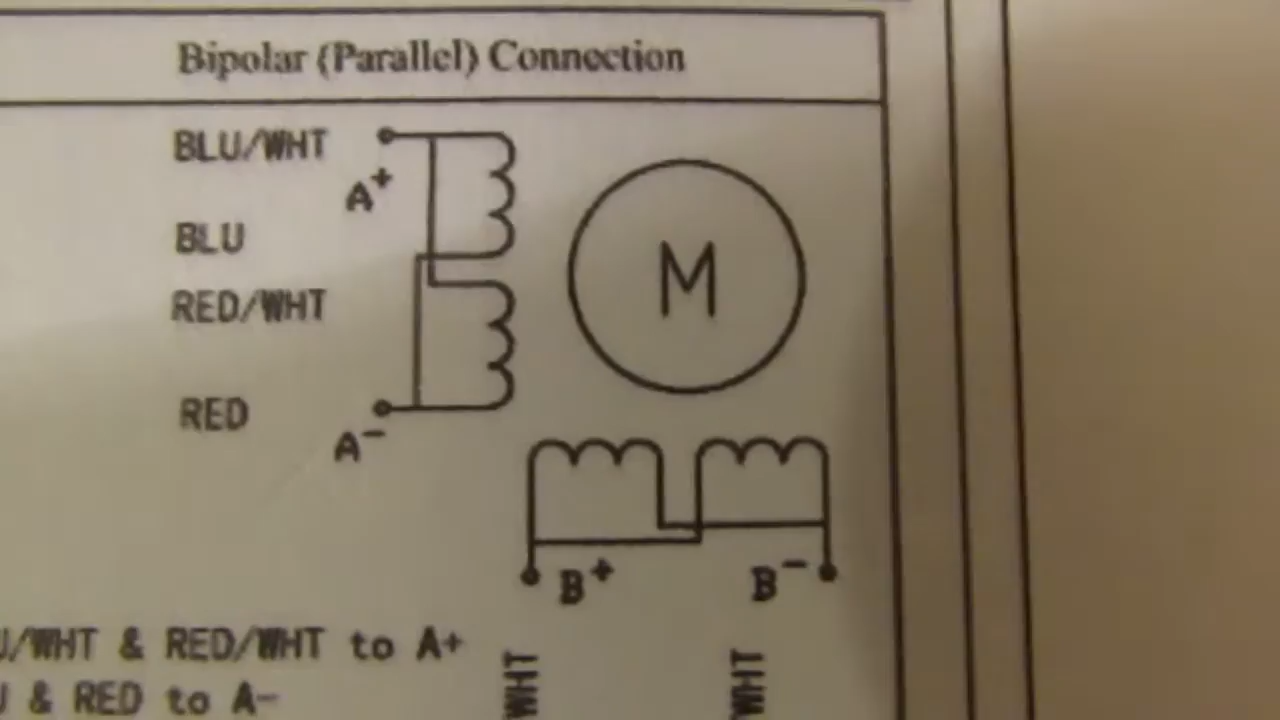 Bipolar (Parallel) Connection
BLU/WHT
A+
BLU
RED/WHT
RED
A-
M
B+
B-
/WHT & RED/WHT to A+
& RED to A-
WHT
WHT